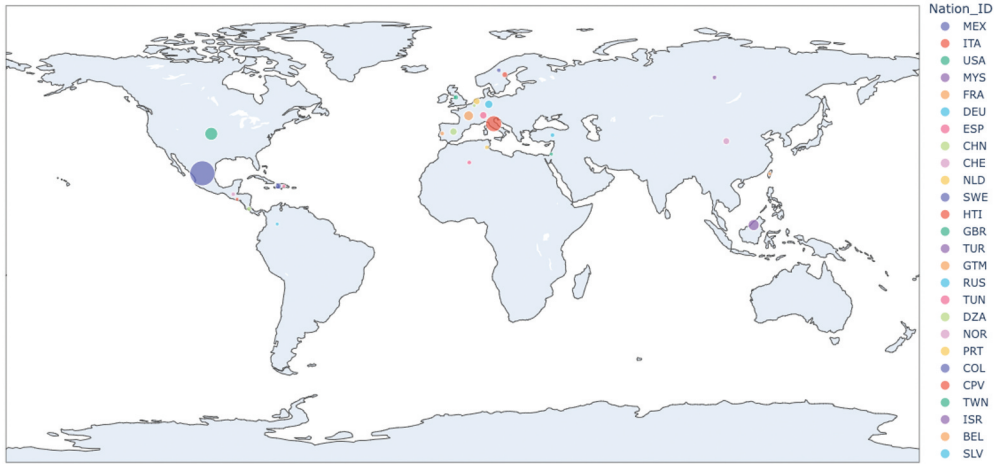 Nation_ID
MEX
ITA
USA
MYS
FRA
DEU
ESP
CHN
CHE
NLD
SWE
HTI
GBR
TUR
GTM
RUS
TUN
DZA
NOR
PRT
COL
CPV
TWN
ISR
BEL
SLV